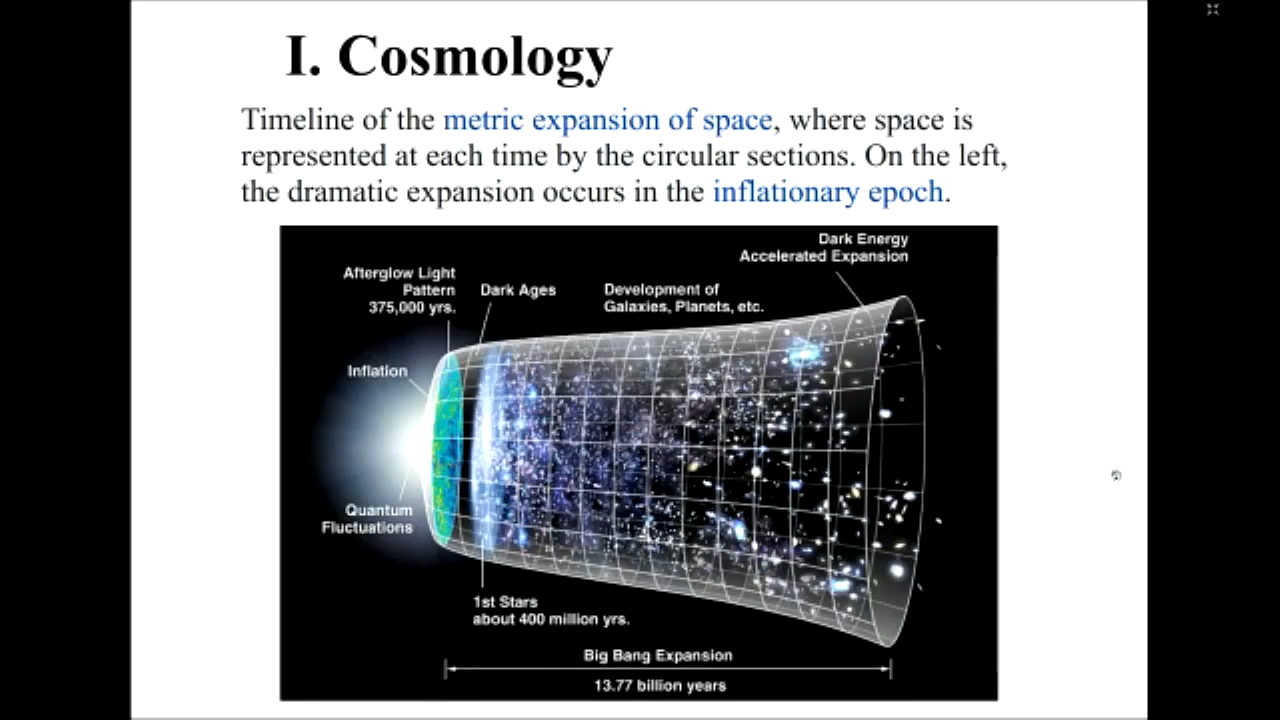 I. Cosmology
Timeline of the metric expansion of space, where space is
represented at each time by the circular sections. On the left,
the dramatic expansion occurs in the inflationary epoch.
Dark Energy
Accelerated Expansion
Afterglow Light
Pattern
375,000 yrs.
Dark Ages
Development of
Galaxies, Planets, etc.
Inflation
Quantum
Fluctuations
1st Stars
about 400 million yrs.
Big Bang Expansion
13.77 billion years